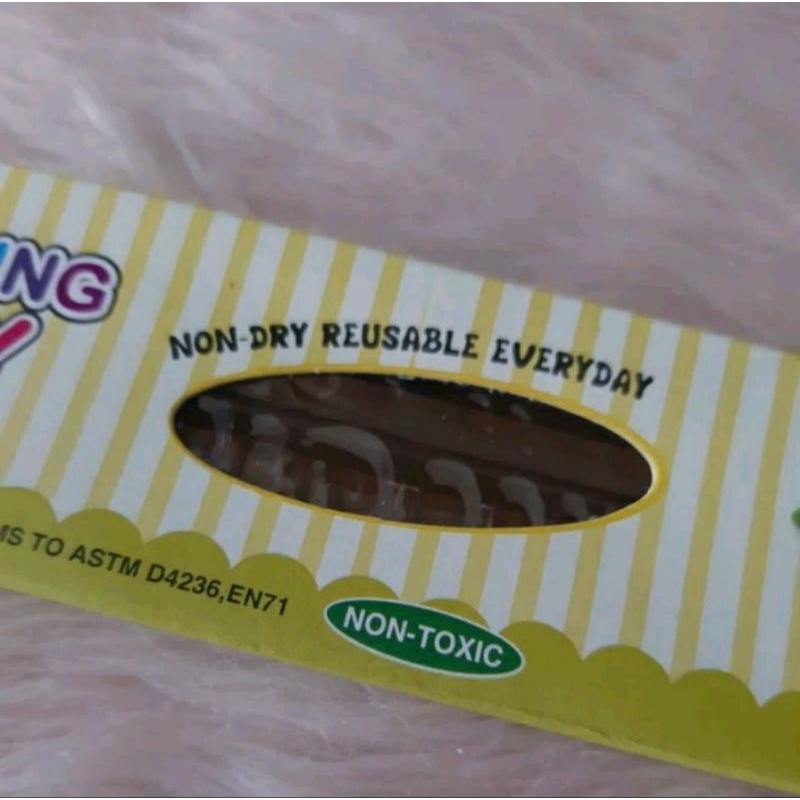 NG
NON-DRY REUSABLE EVERYDAY
MS TO ASTM D4236,EN71
NON-TOXIC